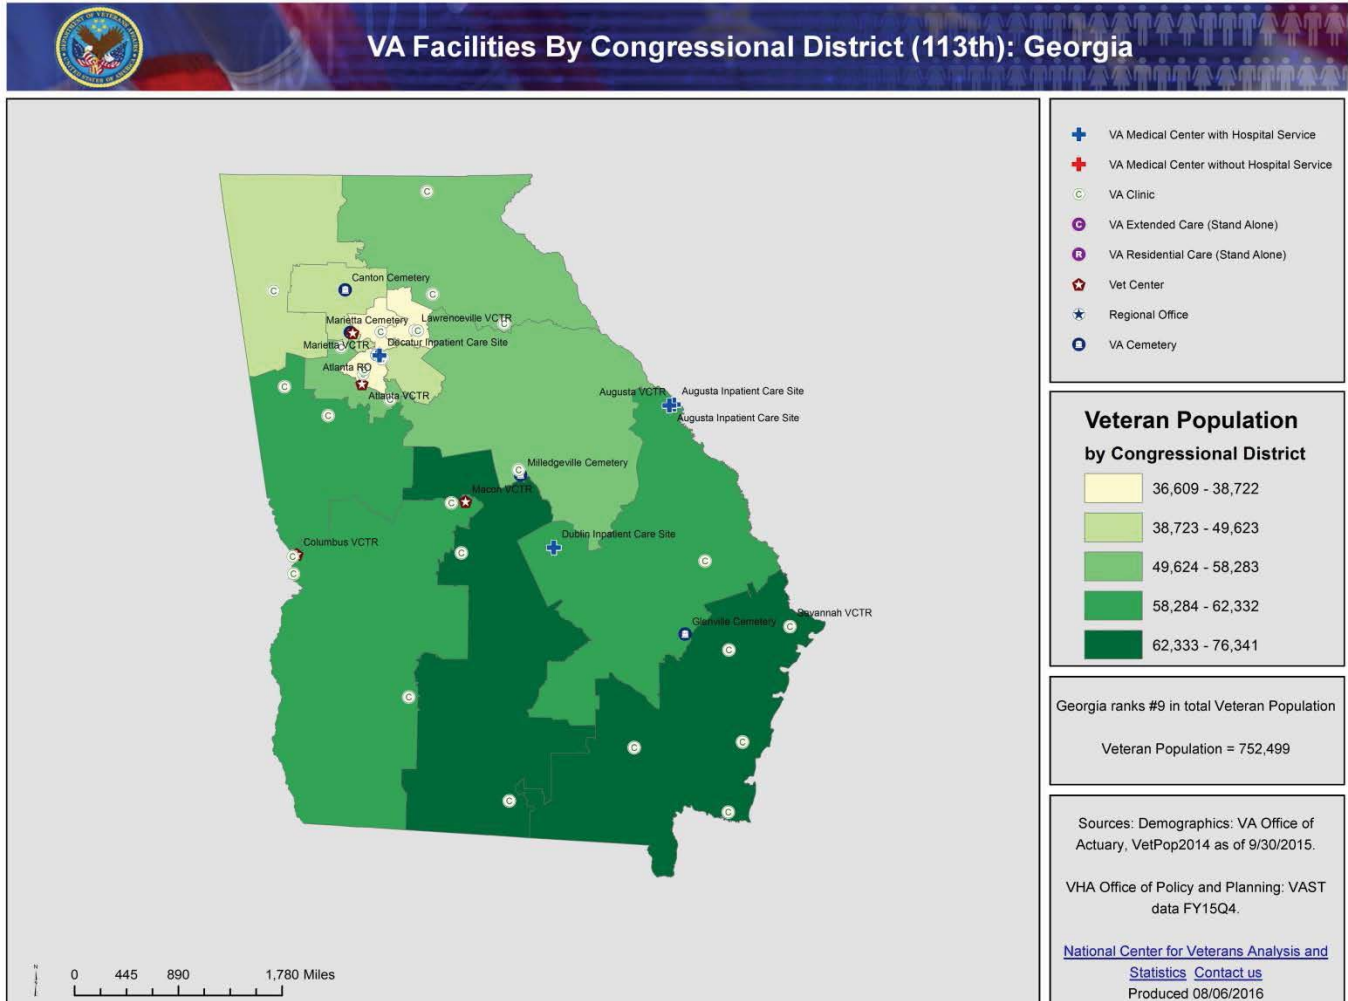 VA Facilities By Congressional District (113th): Georgia
Canton Cemetery
Marietta Cemetery
Lawrenceville VCTR
Marietta VCTR
Decatur Inpatient Care Site
Atlanta RO
Atlanta VCTR
Augusta VCTR
Augusta Inpatient Care Site
Augusta Inpatient Care Site
Milledgeville Cemetery
Macon VCTR
Columbus VCTR
Dublin Inpatient Care Site
Savannah VCTR
Glenville Cemetery
N
0 445 890 1,780 Miles
VA Medical Center with Hospital Service
VA Medical Center without Hospital Service
C VA Clinic
C VA Extended Care (Stand Alone)
R VA Residential Care (Stand Alone)
Vet Center
Regional Office
VA Cemetery
Veteran Population
by Congressional District
36,609 - 38,722
38,723 - 49,623
49,624 - 58,283
58,284 - 62,332
62,333 - 76,341
Georgia ranks #9 in total Veteran Population
Veteran Population = 752,499
Sources: Demographics: VA Office of
Actuary, VetPop2014 as of 9/30/2015.
VHA Office of Policy and Planning: VAST
data FY15Q4.
National Center for Veterans Analysis and
Statistics Contact us
Produced 08/06/2016